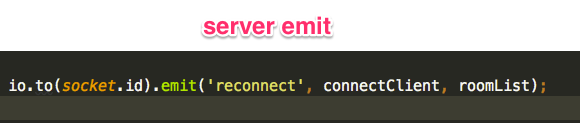 server emit
io.to(socket.id).emit('reconnect', connectClient, roomList);